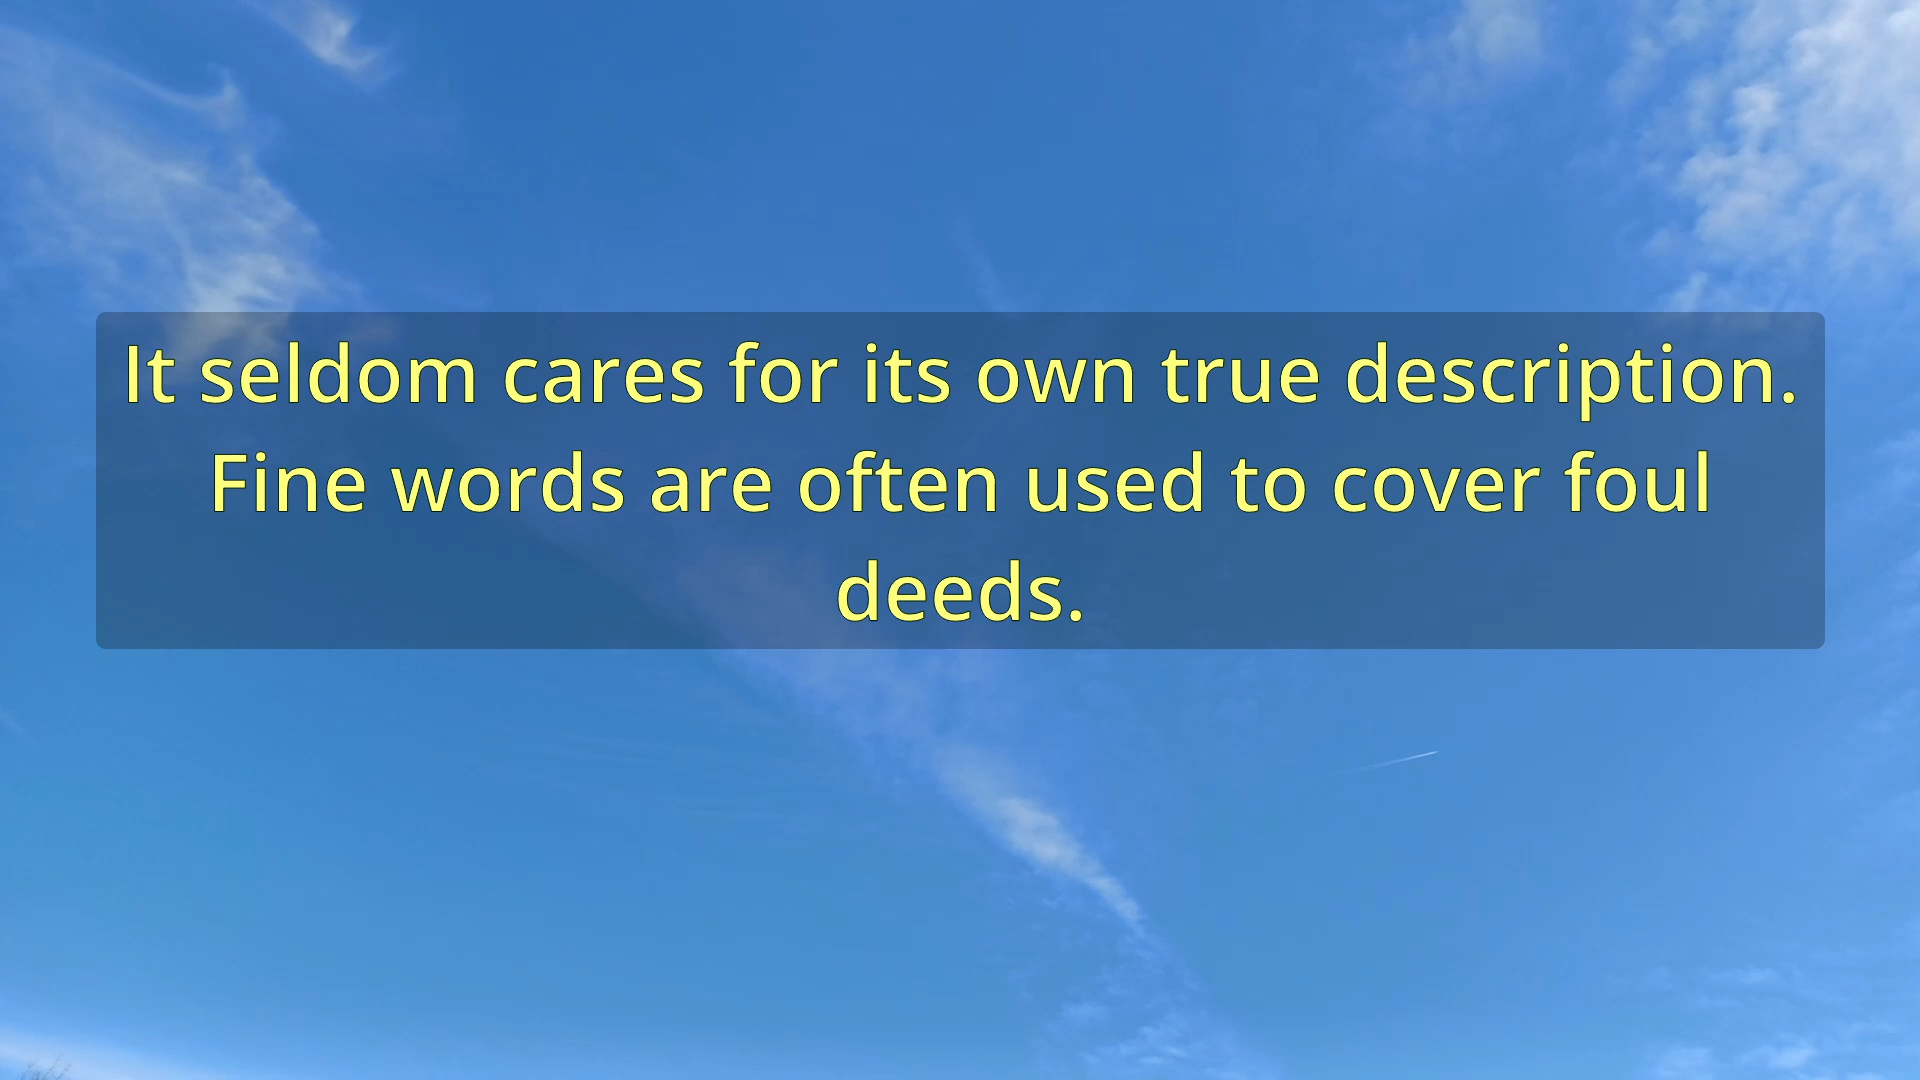 It seldom cares for its own true description.
Fine words are often used to cover foul
deeds.